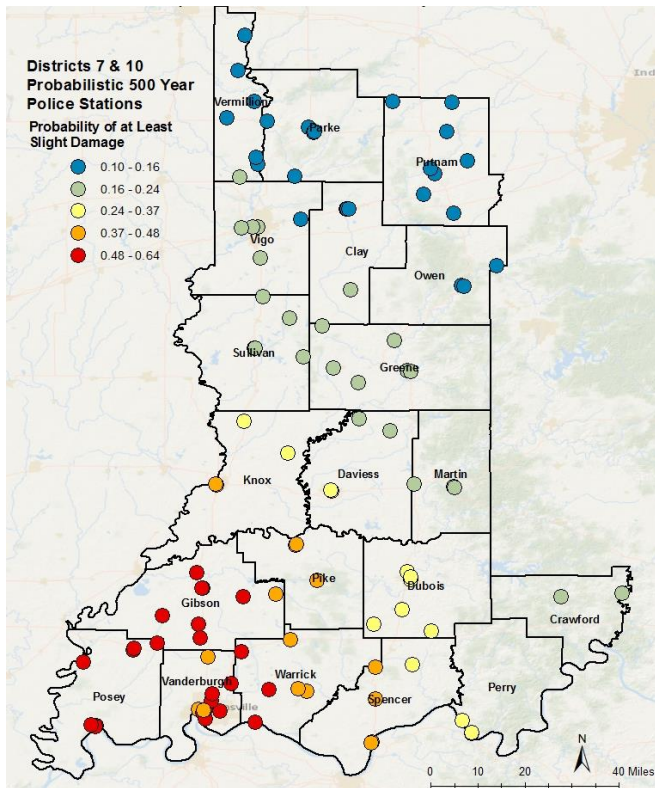 Districts 7 & 10
Probabilistic 500 Year
Police Stations
Probability of at Least
Slight Damage
0.10 - 0.16
0.16 - 0.24
0.24 - 0.37
0.37 - 0.48
0.48 - 0.64
Ind
Vermillion
Parke
Putnam
Vigo
Clay
Owen
Sullivan
Greene
Knox
Daviess
Martin
Pike
Dubois
Gibson
Crawford
Posey
Vanderburgh
Warrick
Spencer
Perry
sville
N
0 10 20 40 Miles